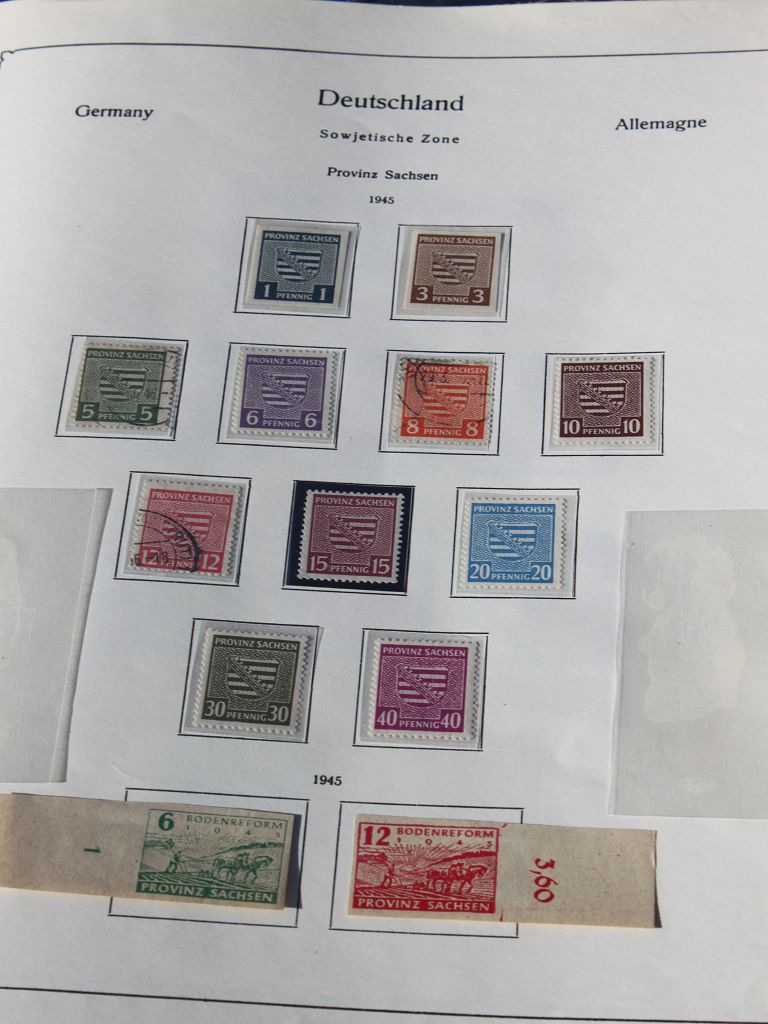 Germany
Deutschland
Allemagne
Sowjetische Zone
Provinz Sachsen
1945
PROVINZ SACHSEN
1 PFENNIG 1
PROVINZ SACHSEN
3 PFENNIG 3
PROVINZ SACHSEN
5 PFENNIG 5
PROVINZ SACHSEN
6 PFENNIG 6
PROVINZ SACHSEN
8 PFENNIG 8
PROVINZ SACHSEN
10 PFENNIG 10
PROVINZ SACHSEN
12 PFENNIG 12
PROVINZ SACHSEN
15 PFENNIG 15
PROVINZ SACHSEN
20 PFENNIG 20
PROVINZ SACHSEN
30 PFENNIG 30
PROVINZ SACHSEN
40 PFENNIG 40
1945
1
6 BODENREFORM
1945
PROVINZ SACHSEN
12 BODENREFORM
1945
PROVINZ SACHSEN
3,60